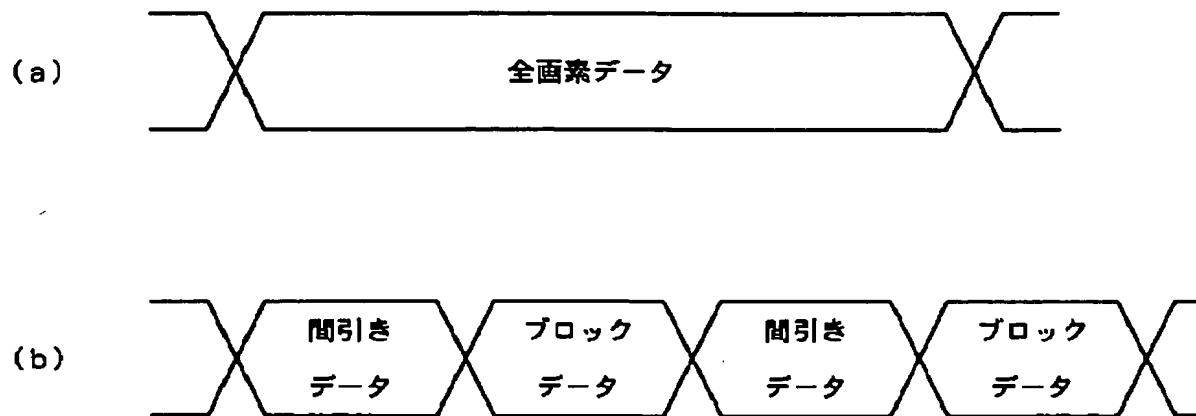 (a)
全画素データ
(b)
間引き ブロック 間引き ブロック
データ データ データ データ